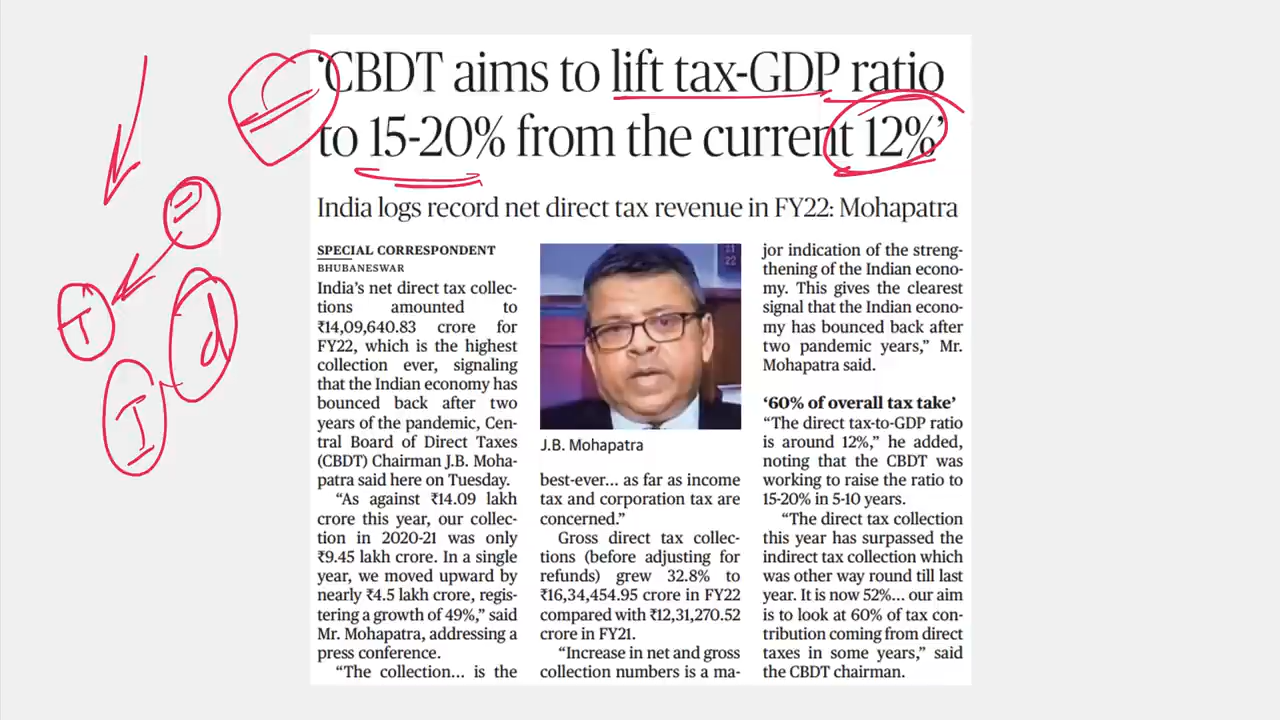 ‘CBDT aims to lift tax-GDP ratio
to 15-20% from the current 12%’
India logs record net direct tax revenue in FY22: Mohapatra
SPECIAL CORRESPONDENT
BHUBANESWAR
India’s net direct tax collec-
tions amounted to
₹14,09,640.83 crore for
FY22, which is the highest
collection ever, signaling
that the Indian economy has
bounced back after two
years of the pandemic, Cen-
tral Board of Direct Taxes
(CBDT) Chairman J.B. Moha-
patra said here on Tuesday.
“As against ₹14.09 lakh
crore this year, our collec-
tion in 2020-21 was only
₹9.45 lakh crore. In a single
year, we moved upward by
nearly ₹4.5 lakh crore, regis-
tering a growth of 49%,” said
Mr. Mohapatra, addressing a
press conference.
“The collection... is the
21
22
J.B. Mohapatra
best-ever... as far as income
tax and corporation tax are
concerned.”
Gross direct tax collec-
tions (before adjusting for
refunds) grew 32.8% to
₹16,34,454.95 crore in FY22
compared with ₹12,31,270.52
crore in FY21.
“Increase in net and gross
collection numbers is a ma-
jor indication of the streng-
thening of the Indian econo-
my. This gives the clearest
signal that the Indian econo-
my has bounced back after
two pandemic years,” Mr.
Mohapatra said.
‘60% of overall tax take’
“The direct tax-to-GDP ratio
is around 12%,” he added,
noting that the CBDT was
working to raise the ratio to
15-20% in 5-10 years.
“The direct tax collection
this year has surpassed the
indirect tax collection which
was other way round till last
year. It is now 52%... our aim
is to look at 60% of tax con-
tribution coming from direct
taxes in some years,” said
the CBDT chairman.
T
d
I